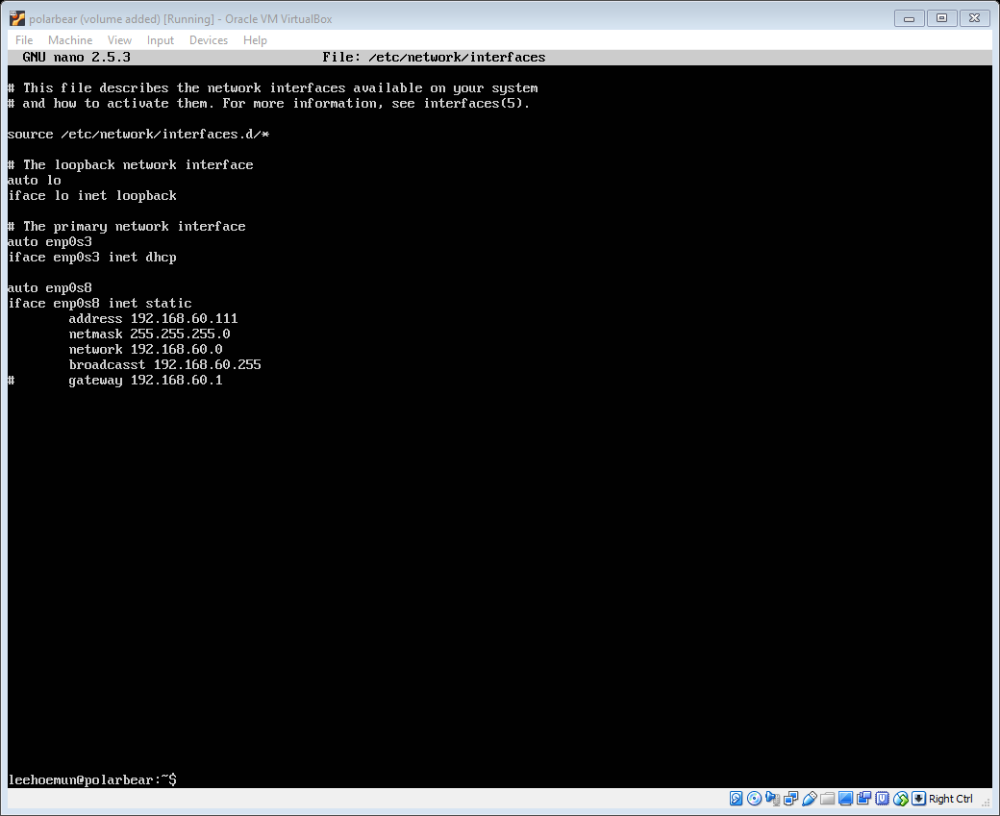 polarbear (volume added) [Running] - Oracle VM VirtualBox
File Machine View Input Devices Help
GNU nano 2.5.3 File: /etc/network/interfaces
# This file describes the network interfaces available on your system
# and how to activate them. For more information, see interfaces(5).
source /etc/network/interfaces.d/*
# The loopback network interface
auto lo
iface lo inet loopback
# The primary network interface
auto enp0s3
iface enp0s3 inet dhcp
auto enp0s8
iface enp0s8 inet static
address 192.168.60.111
netmask 255.255.255.0
network 192.168.60.0
broadcasst 192.168.60.255
# gateway 192.168.60.1
leehoemun@polarbear:~$
Right Ctrl